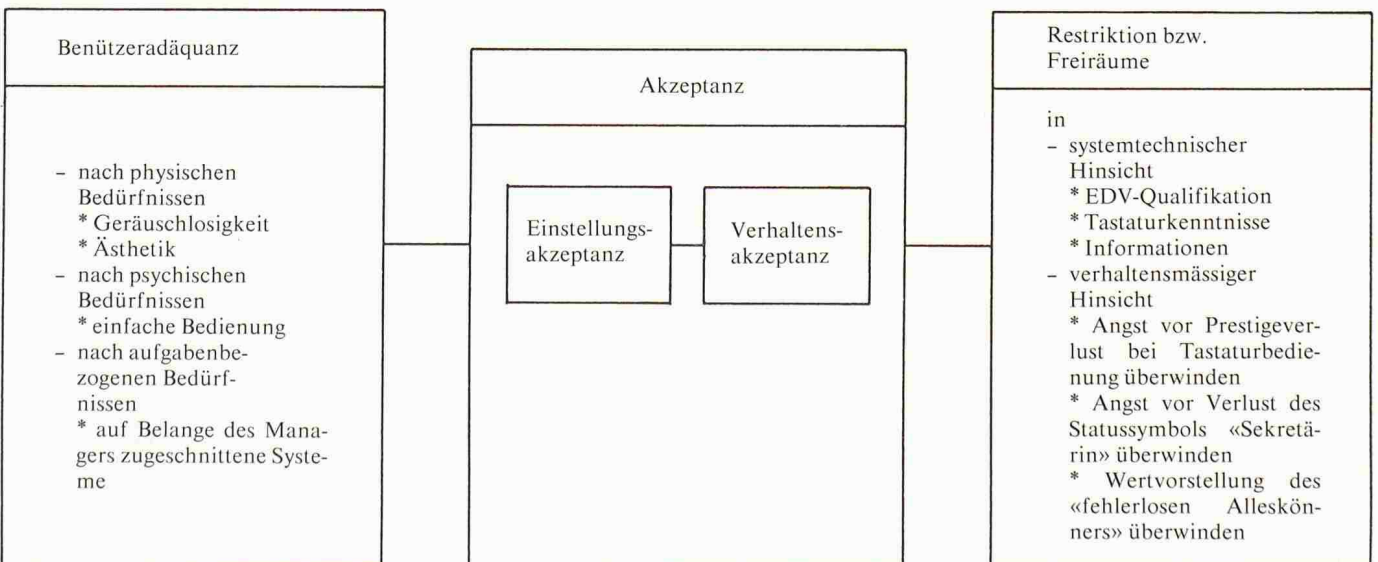 Benützeradäquanz
– nach physischen
Bedürfnissen
* Geräuschlosigkeit
* Ästhetik
– nach psychischen
Bedürfnissen
* einfache Bedienung
– nach aufgabenbe-
zogenen Bedürf-
nissen
* auf Belange des Mana-
gers zugeschnittene Syste-
me
Akzeptanz
Einstellungs-
akzeptanz
Verhaltens-
akzeptanz
Restriktion bzw.
Freiräume
in
– systemtechnischer
Hinsicht
* EDV-Qualifikation
* Tastaturkenntnisse
* Informationen
– verhaltensmässiger
Hinsicht
* Angst vor Prestigever-
lust bei Tastaturbedie-
nung überwinden
* Angst vor Verlust des
Statussymbols «Sekretä-
rin» überwinden
* Wertvorstellung des
«fehlerlosen Alleskön-
ners» überwinden